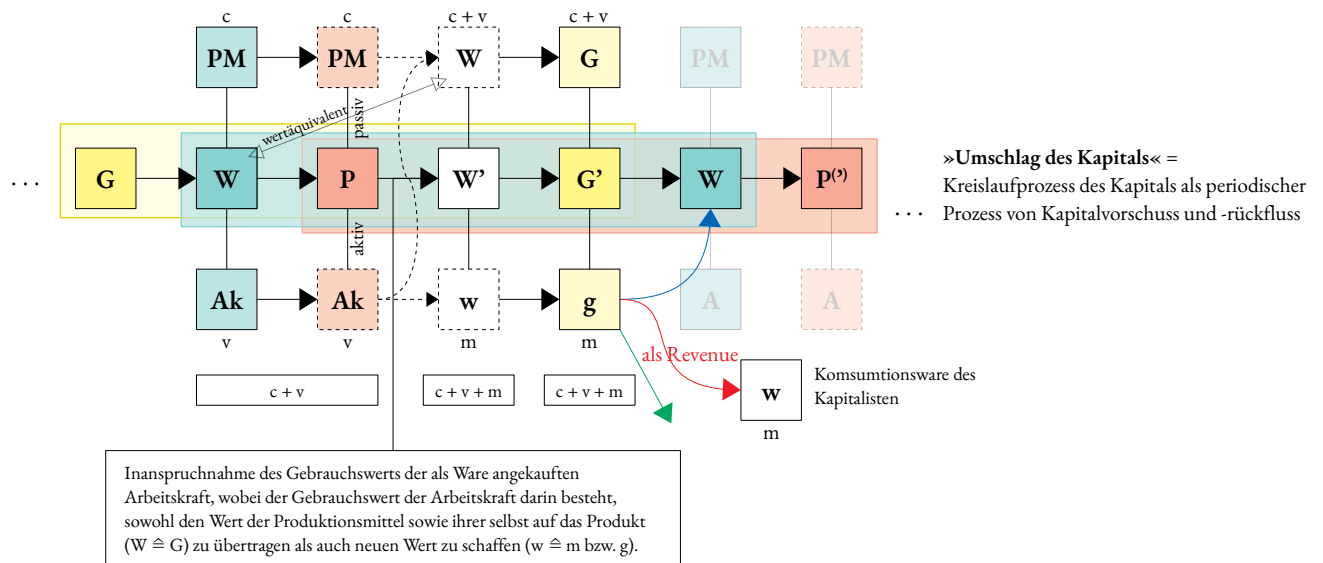 c c c + v c + v
PM PM W G PM PM
wertäquivalent passiv
... G W P W’ G’ W P(’) ...
»Umschlag des Kapitals« =
Kreislaufprozess des Kapitals als periodischer
Prozess von Kapitalvorschuss und -rückfluss
aktiv
Ak Ak w g A A
v v m m
als Revenue
c + v c + v + m c + v + m
w
m
Komsumtionsware des
Kapitalisten
Inanspruchnahme des Gebrauchswerts der als Ware angekauften
Arbeitskraft, wobei der Gebrauchswert der Arbeitskraft darin besteht,
sowohl den Wert der Produktionsmittel sowie ihrer selbst auf das Produkt
(W ≙ G) zu übertragen als auch neuen Wert zu schaffen (w ≙ m bzw. g).